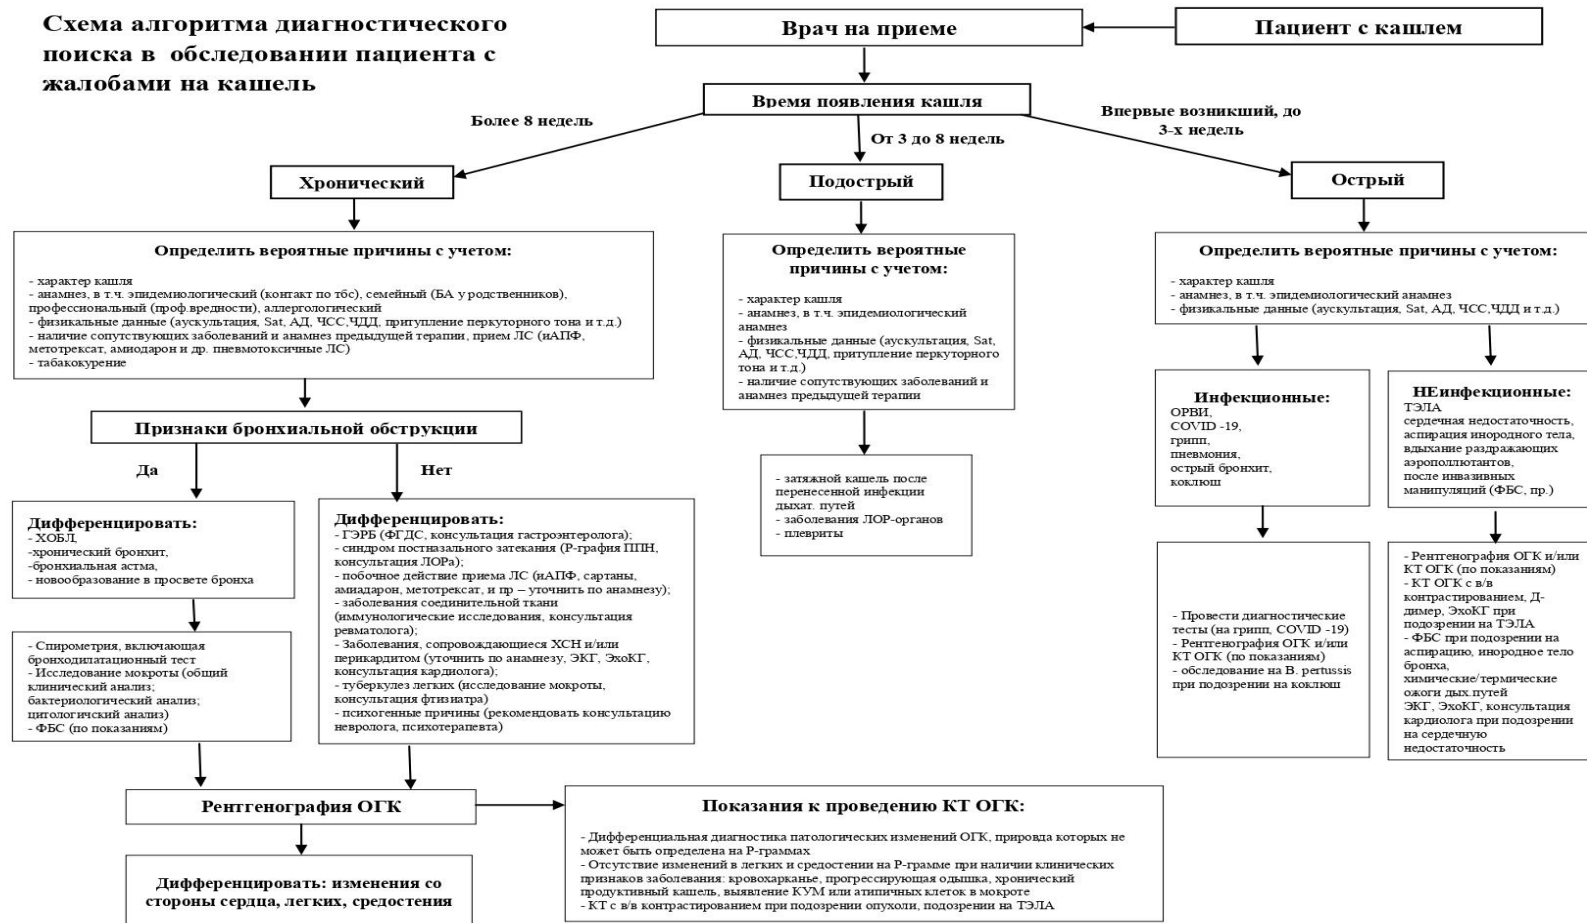 Схема алгоритма диагностического
поиска в обследовании пациента с
жалобами на кашель
Врач на приеме
Пациент с кашлем
Время появления кашля
Более 8 недель
От 3 до 8 недель
Впервые возникший, до
3-х недель
Хронический
Подострый
Острый
Определить вероятные причины с учетом:
- характер кашля
- анамнез, в т.ч. эпидемиологический (контакт по тбс), семейный (БА у родственников),
профессиональный (проф.вредности), аллергологический
- физикальные данные (аускультация, Sat, АД, ЧСС,ЧДД, притупление перкуторного тона и т.д.)
- наличие сопутствующих заболеваний и анамнез предыдущей терапии, прием ЛС (иАПФ,
метотрексат, амиодарон и др. пневмотоксичные ЛС)
- табакокурение
Определить вероятные
причины с учетом:
- характер кашля
- анамнез, в т.ч. эпидемиологический
анамнез
- физикальные данные (аускультация, Sat,
АД, ЧСС,ЧДД, притупление перкуторного
тона и т.д.)
- наличие сопутствующих заболеваний и
анамнез предыдущей терапии
Определить вероятные причины с учетом:
- характер кашля
- анамнез, в т.ч. эпидемиологический анамнез
- физикальные данные (аускультация, Sat, АД, ЧСС,ЧДД и т.д.)
Признаки бронхиальной обструкции
Да
Нет
Дифференцировать:
- ХОБЛ,
-хронический бронхит,
-бронхиальная астма,
- новообразование в просвете бронха
- Спирометрия, включающая
бронходилатационный тест
- Исследование мокроты (общий
клинический анализ;
бактериологический анализ;
цитологичский анализ)
- ФБС (по показаниям)
Дифференцировать:
- ГЭРБ (ФГДС, консультация гастроэнтеролога);
- синдром постназального затекания (Р-графия ППН,
консультация ЛОРа);
- побочное действие приема ЛС (иАПФ, сартаны,
амиадарон, метотрексат, и пр – уточнить по анамнезу);
- заболевания соединительной ткани
(иммунологические исследования, консультация
ревматолога);
- Заболевания, сопровождающиеся ХСН и/или
перикардитом (уточнить по анамнезу, ЭКГ, ЭхоКГ,
консультация кардиолога);
- туберкулез легких (исследование мокроты,
консультация фтизиатра)
- психогенные причины (рекомендовать консультацию
невролога, психотерапевта)
- затяжной кашель после
перенесенной инфекции
дыхат. путей
- заболевания ЛОР-органов
- плевриты
Инфекционные:
ОРВИ,
COVID -19,
грипп,
пневмония,
острый бронхит,
коклюш
НЕинфекционные:
ТЭЛА
сердечная недостаточность,
аспирация инородного тела,
вдыхание раздражающих
аэрополлютантов,
после инвазивных
манипуляций (ФБС, пр.)
- Провести диагностические
тесты (на грипп, COVID -19)
- Рентгенография ОГК и/или
КТ ОГК (по показаниям)
- обследование на B. pertussis
при подозрении на коклюш
- Рентгенография ОГК и/или
КТ ОГК (по показаниям)
- КТ ОГК с в/в
контрастированием, Д-
димер, ЭхоКГ при
подозрении на ТЭЛА
- ФБС при подозрении на
аспирацию, инородное тело
бронха,
химические/термические
ожоги дых.путей
ЭКГ, ЭхоКГ, консультация
кардиолога при подозрении
на сердечную
недостаточность
Рентгенография ОГК
Дифференцировать: изменения со
стороны сердца, легких, средостения
Показания к проведению КТ ОГК:
- Дифференциальная диагностика патологических изменений ОГК, прировда которых не
может быть определена на Р-граммах
- Отсутствие изменений в легких и средостении на Р-грамме при наличии клинических
признаков заболевания: кровохарканье, прогрессирующая одышка, хронический
продуктивный кашель, выявление КУМ или атипичных клеток в мокроте
- КТ с в/в контрастированием при подозрении опухоли, подозрении на ТЭЛА